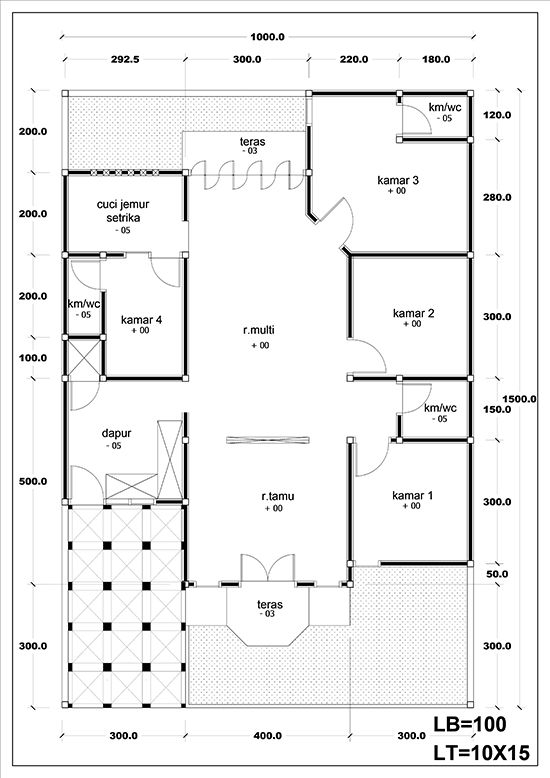 1000.0
292.5 300.0 220.0 180.0
km/wc
- 05
120.0
200.0
teras
- 03
kamar 3
+ 00
280.0
200.0
cuci jemur
setrika
- 05
200.0
km/wc
- 05
kamar 4
+ 00
r.multi
+ 00
kamar 2
+ 00
300.0
100.0
1500.0
km/wc
- 05
150.0
dapur
- 05
500.0
r.tamu
+ 00
kamar 1
+ 00
300.0
50.0
teras
- 03
300.0
300.0
300.0 400.0 300.0
LB=100
LT=10X15